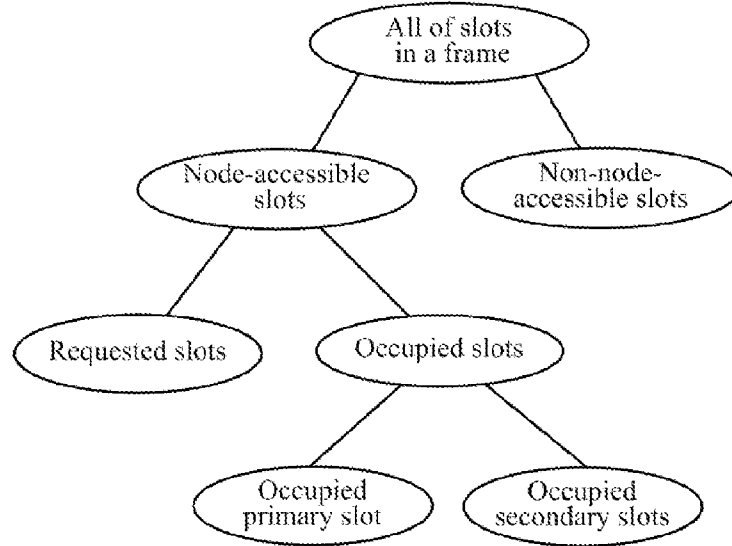 All of slots
in a frame
Node-accessible
slots
Non-node-
accessible slots
Requested slots
Occupied slots
Occupied
primary slot
Occupied
secondary slots